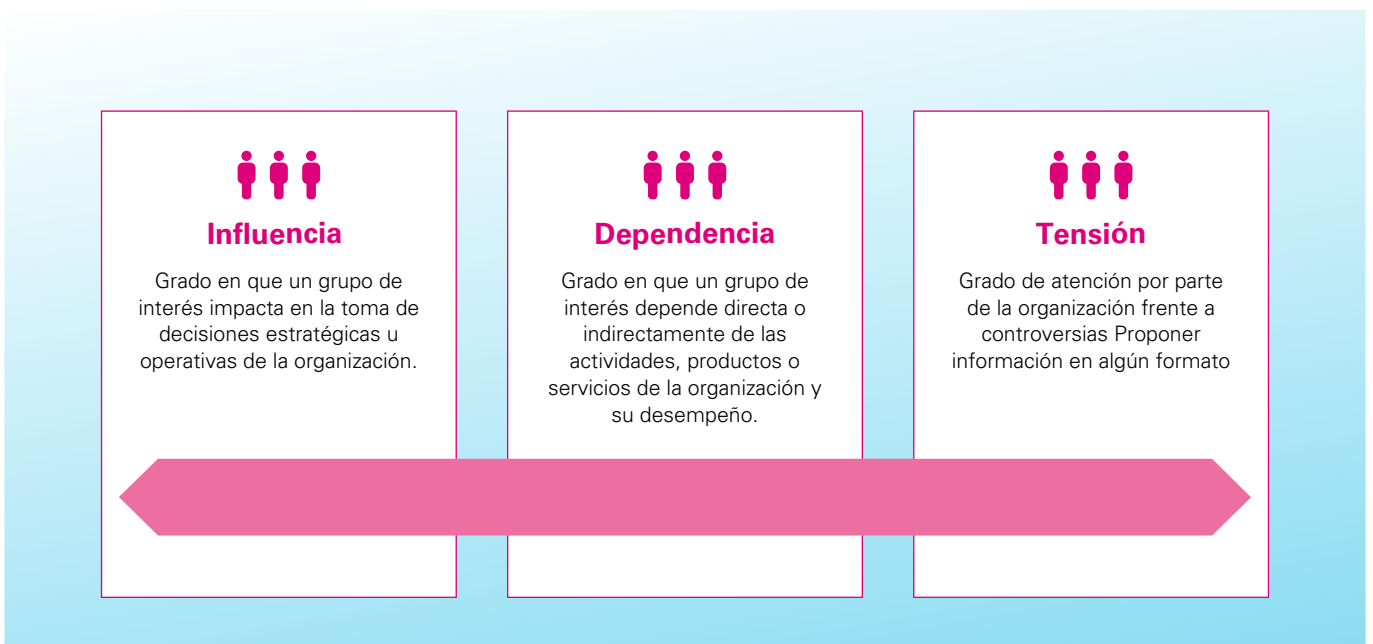 Influencia
Grado en que un grupo de
interés impacta en la toma de
decisiones estratégicas u
operativas de la organización.
Dependencia
Grado en que un grupo de
interés depende directa o
indirectamente de las
actividades, productos o
servicios de la organización y
su desempeño.
Tensión
Grado de atención por parte
de la organización frente a
controversias Proponer
información en algún formato